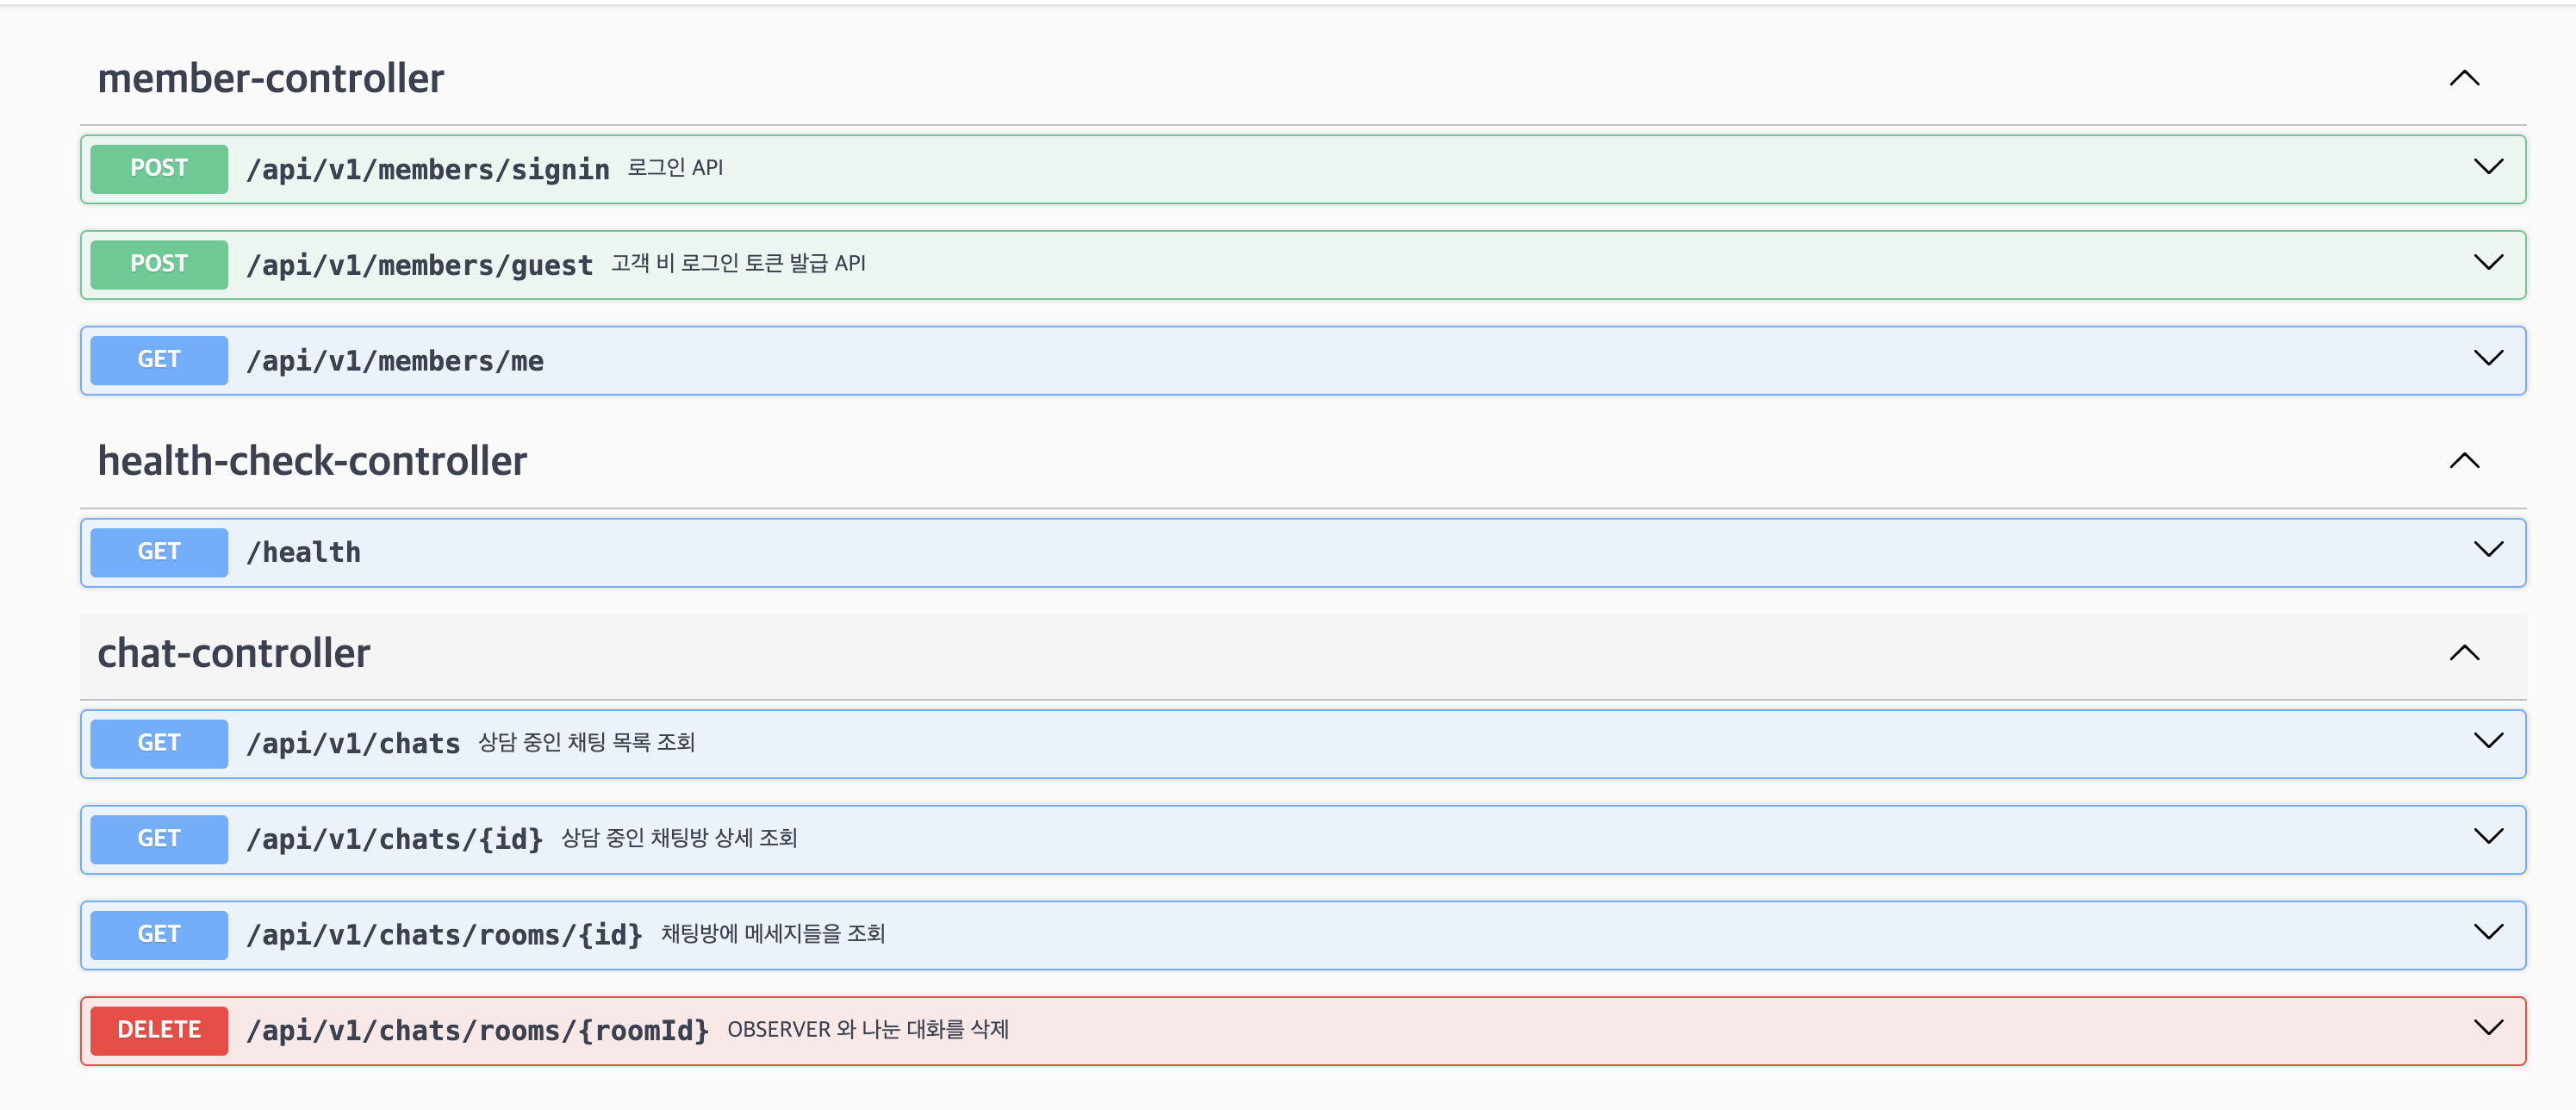 member-controller
POST /api/v1/members/signin 로그인 API
POST /api/v1/members/guest 고객 비 로그인 토큰 발급 API
GET /api/v1/members/me
health-check-controller
GET /health
chat-controller
GET /api/v1/chats 상담 중인 채팅 목록 조회
GET /api/v1/chats/{id} 상담 중인 채팅방 상세 조회
GET /api/v1/chats/rooms/{id} 채팅방에 메세지들을 조회
DELETE /api/v1/chats/rooms/{roomId} OBSERVER 와 나눈 대화를 삭제